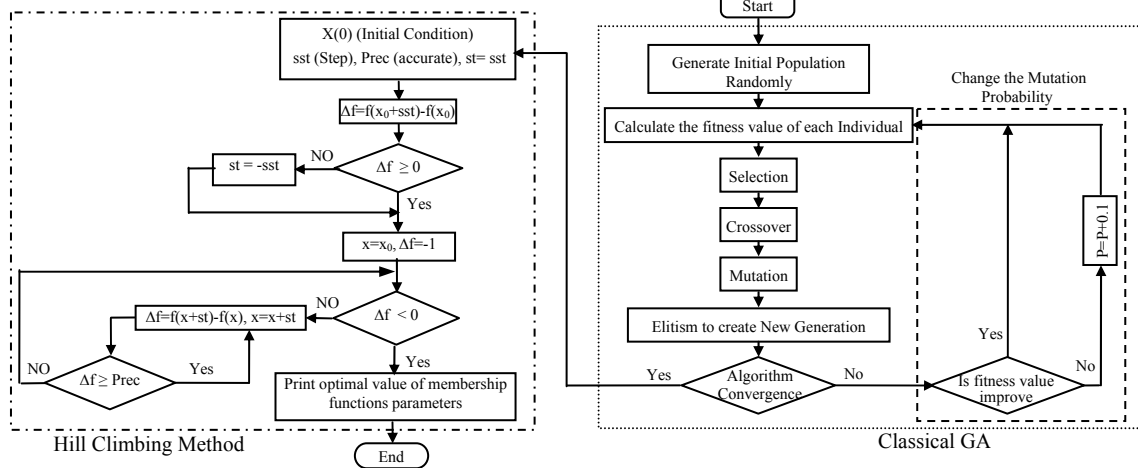 X(0) (Initial Condition)
sst (Step), Prec (accurate), st= sst
Δf=f(x₀+sst)-f(x₀)
Δf ≥ 0
NO
st = -sst
Yes
x=x₀, Δf=-1
Δf < 0
NO
Δf=f(x+st)-f(x), x=x+st
Δf ≥ Prec
NO
Yes
Yes
Print optimal value of membership
functions parameters
Hill Climbing Method
End
Start
Generate Initial Population
Randomly
Change the Mutation
Probability
Calculate the fitness value of each Individual
Selection
Crossover
Mutation
P=P+0.1
Elitism to create New Generation
Yes
Algorithm
Convergence
No
Yes
Is fitness value
improve
No
Classical GA